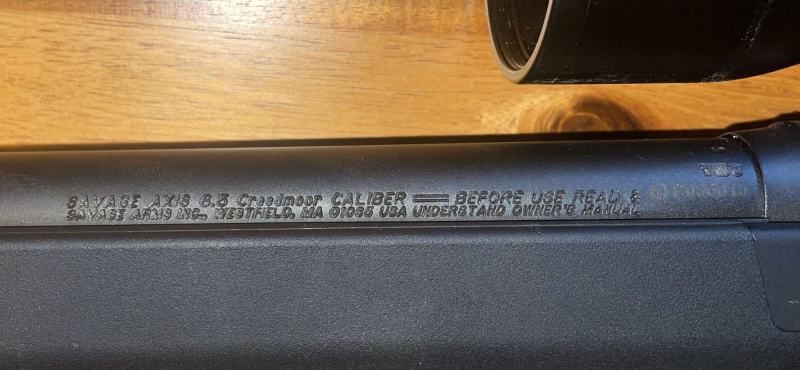 SAVAGE AXIS 6.5 Creedmoor CALIBER
SAVAGE ARMS INC., WESTFIELD, MA 01085 USA
BEFORE USE READ &
UNDERSTAND OWNER'S MANUAL